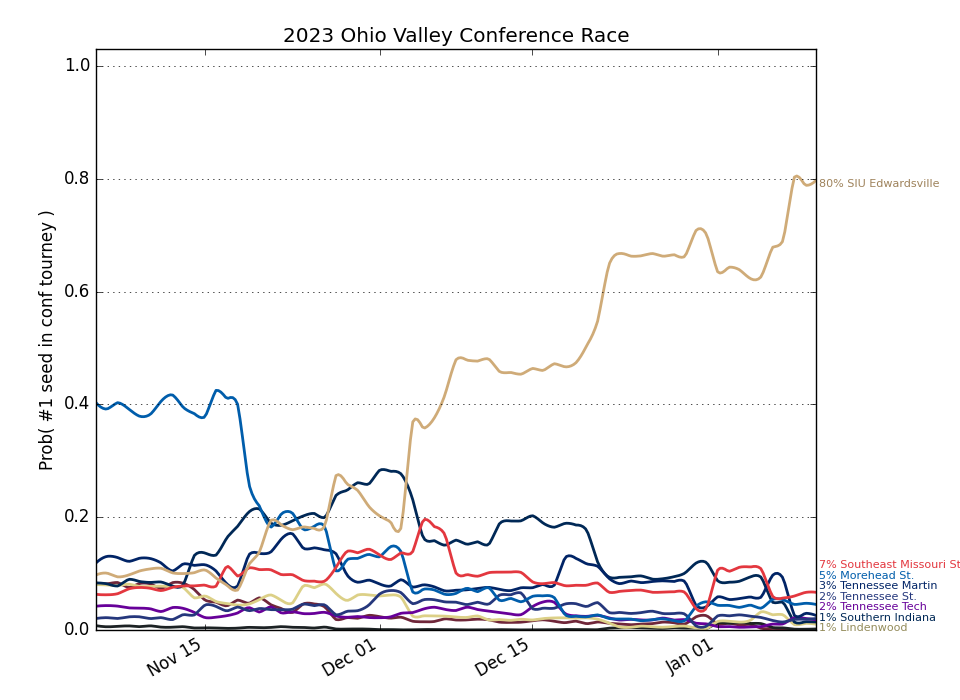 2023 Ohio Valley Conference Race
Prob( #1 seed in conf tourney )
1.0
0.8
0.6
0.4
0.2
0.0
Nov 15
Dec 01
Dec 15
Jan 01
80% SIU Edwardsville
7% Southeast Missouri St
5% Morehead St.
3% Tennessee Martin
2% Tennessee St.
2% Tennessee Tech
1% Southern Indiana
1% Lindenwood